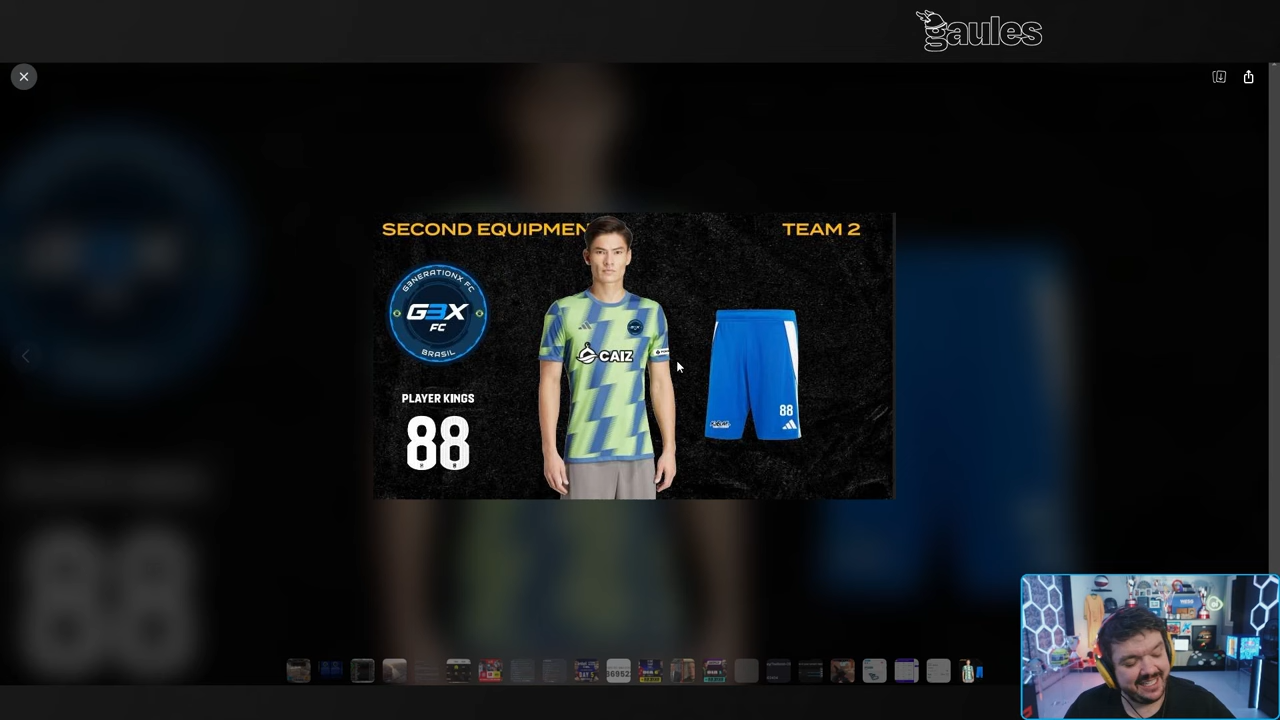 gaules
SECOND EQUIPMEN
TEAM 2
G3NERATIONX FC
G3X
FC
BRASIL
CAIZ
PLAYER KINGS
88
88